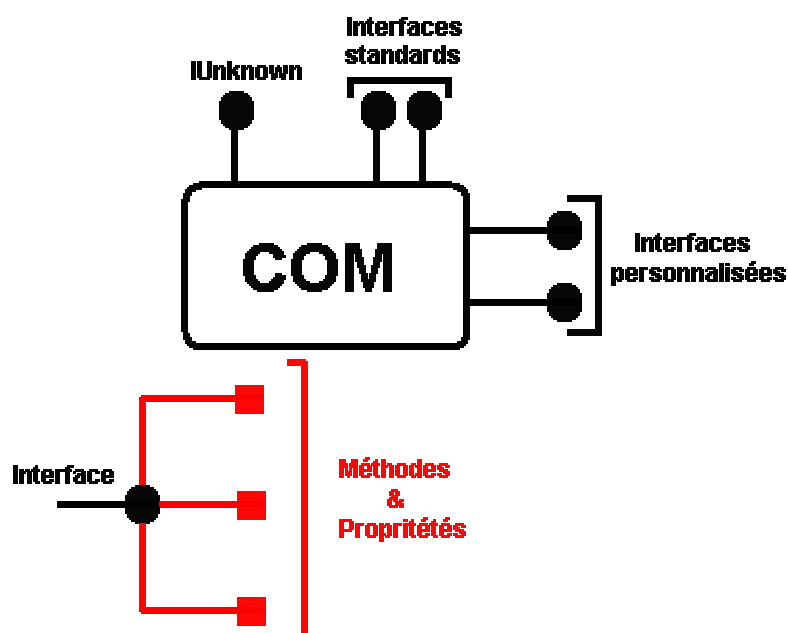 Interfaces
standards
IUnknown
COM
Interfaces
personnalisées
Interface
Méthodes
&
Propritétés